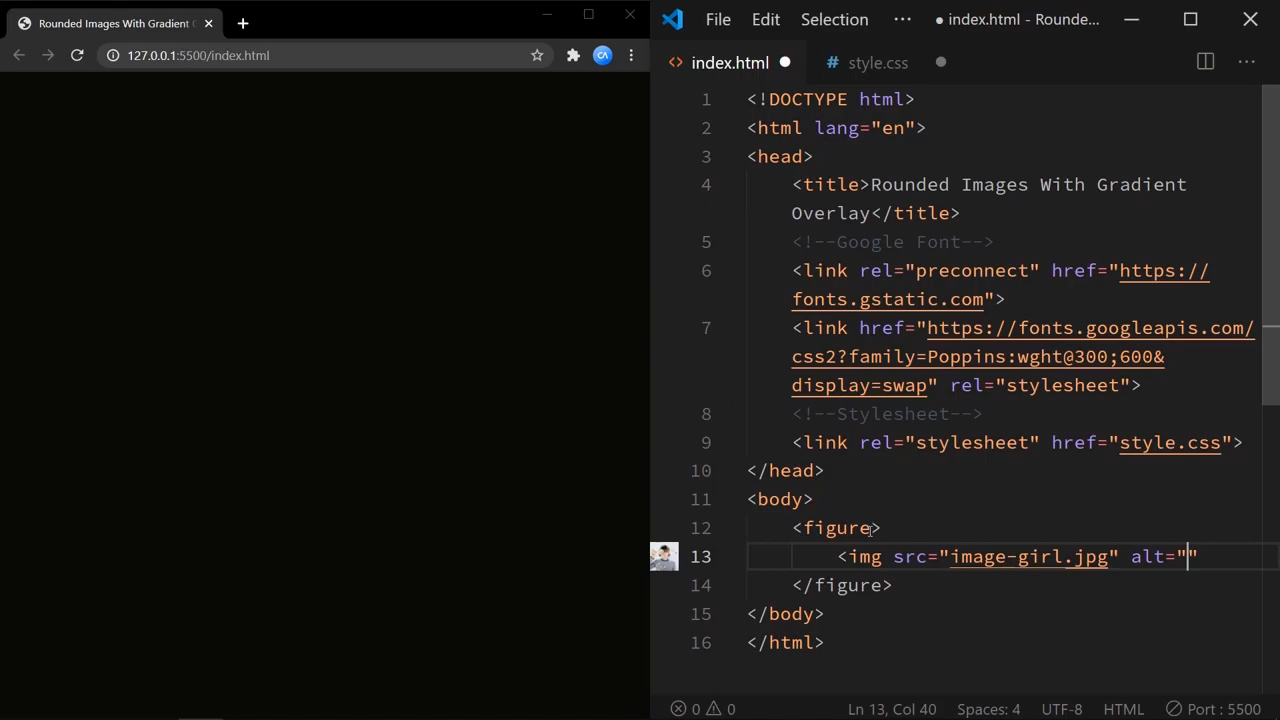 Rounded Images With Gradient
127.0.0.1:5500/index.html
CA
File Edit Selection ··· ● index.html - Rounde...
<> index.html ● # style.css ●
1 <!DOCTYPE html>
2 <html lang="en">
3 <head>
4 <title>Rounded Images With Gradient
Overlay</title>
5 <!--Google Font-->
6 <link rel="preconnect" href="https://
fonts.gstatic.com">
7 <link href="https://fonts.googleapis.com/
css2?family=Poppins:wght@300;600&
display=swap" rel="stylesheet">
8 <!--Stylesheet-->
9 <link rel="stylesheet" href="style.css">
10 </head>
11 <body>
12 <figure>
13 <img src="image-girl.jpg" alt=""
14 </figure>
15 </body>
16 </html>
0 0 Ln 13, Col 40 Spaces: 4 UTF-8 HTML Port : 5500